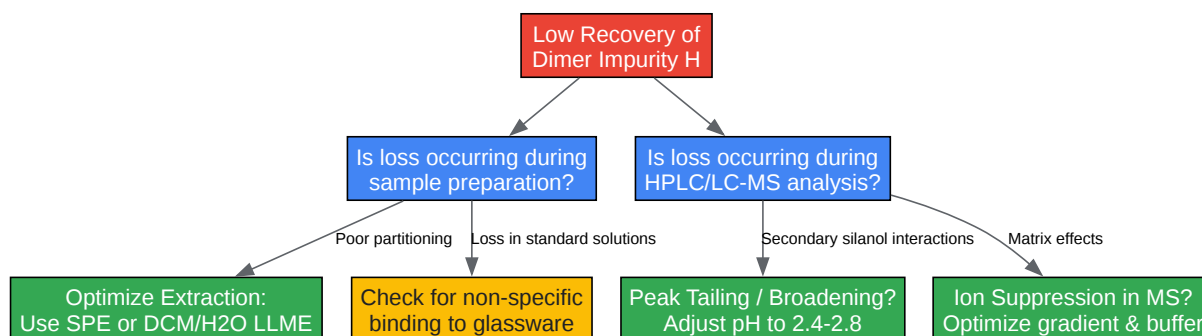 Low Recovery of
Dimer Impurity H
Is loss occurring during
sample preparation?
Is loss occurring during
HPLC/LC-MS analysis?
Poor partitioning
Loss in standard solutions
Secondary silanol interactions
Matrix effects
Optimize Extraction:
Use SPE or DCM/H2O LLME
Check for non-specific
binding to glassware
Peak Tailing / Broadening?
Adjust pH to 2.4-2.8
Ion Suppression in MS?
Optimize gradient & buffe